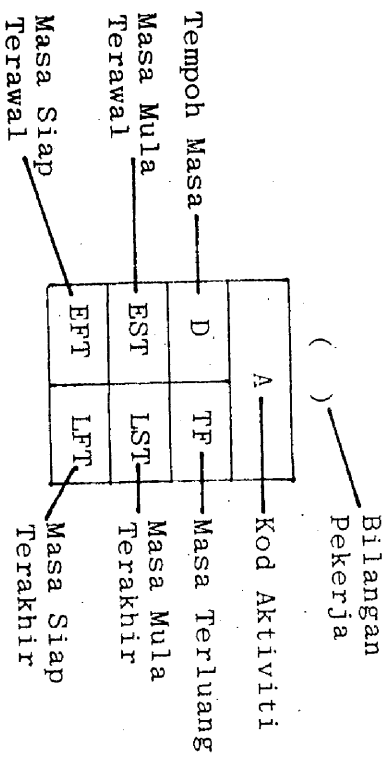 ( )
Bilangan
Pekerja
A
Kod Aktiviti
Tempoh Masa
D
TF
Masa Terluang
Masa Mula
Terawal
EST
LST
Masa Mula
Terakhir
Masa Siap
Terawal
EFT
LFT
Masa Siap
Terakhir